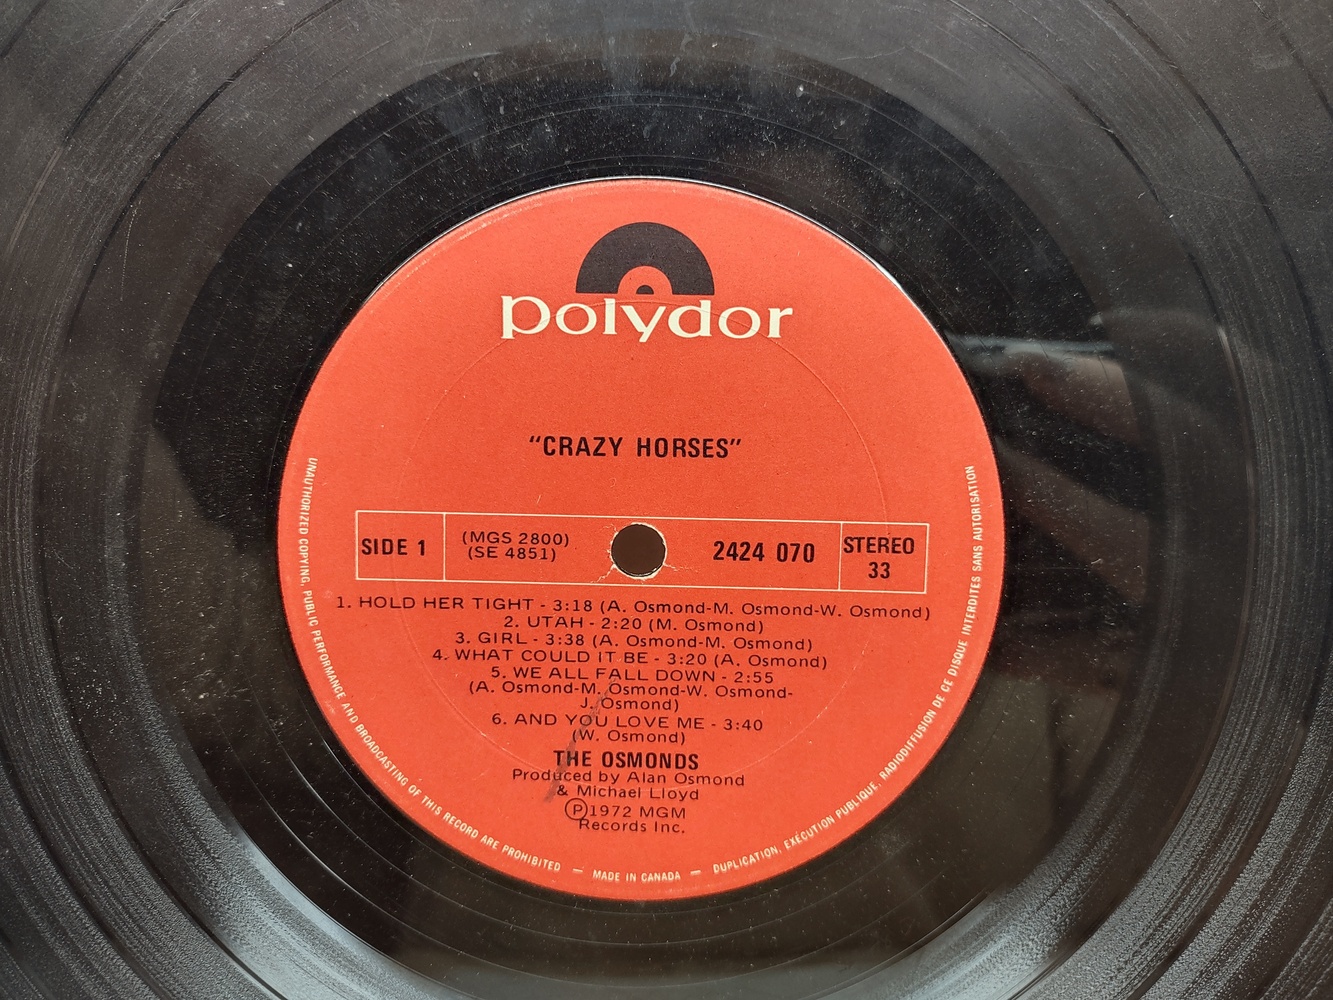 polydor
"CRAZY HORSES"
SIDE 1
(MGS 2800)
(SE 4851)
2424 070
STEREO
33
1. HOLD HER TIGHT - 3:18 (A. Osmond-M. Osmond-W. Osmond)
2. UTAH - 2:20 (M. Osmond)
3. GIRL - 3:38 (A. Osmond-M. Osmond)
4. WHAT COULD IT BE - 3:20 (A. Osmond)
5. WE ALL FALL DOWN - 2:55
(A. Osmond-M. Osmond-W. Osmond-
J. Osmond)
6. AND YOU LOVE ME - 3:40
(W. Osmond)
THE OSMONDS
Produced by Alan Osmond
& Michael Lloyd
Ⓟ1972 MGM
Records Inc.
UNAUTHORIZED COPYING, PUBLIC PERFORMANCE AND BROADCASTING OF THIS RECORD ARE PROHIBITED — MADE IN CANADA — DUPLICATION, EXÉCUTION PUBLIQUE, RADIODIFFUSION DE CE DISQUE INTERDITES SANS AUTORISATION